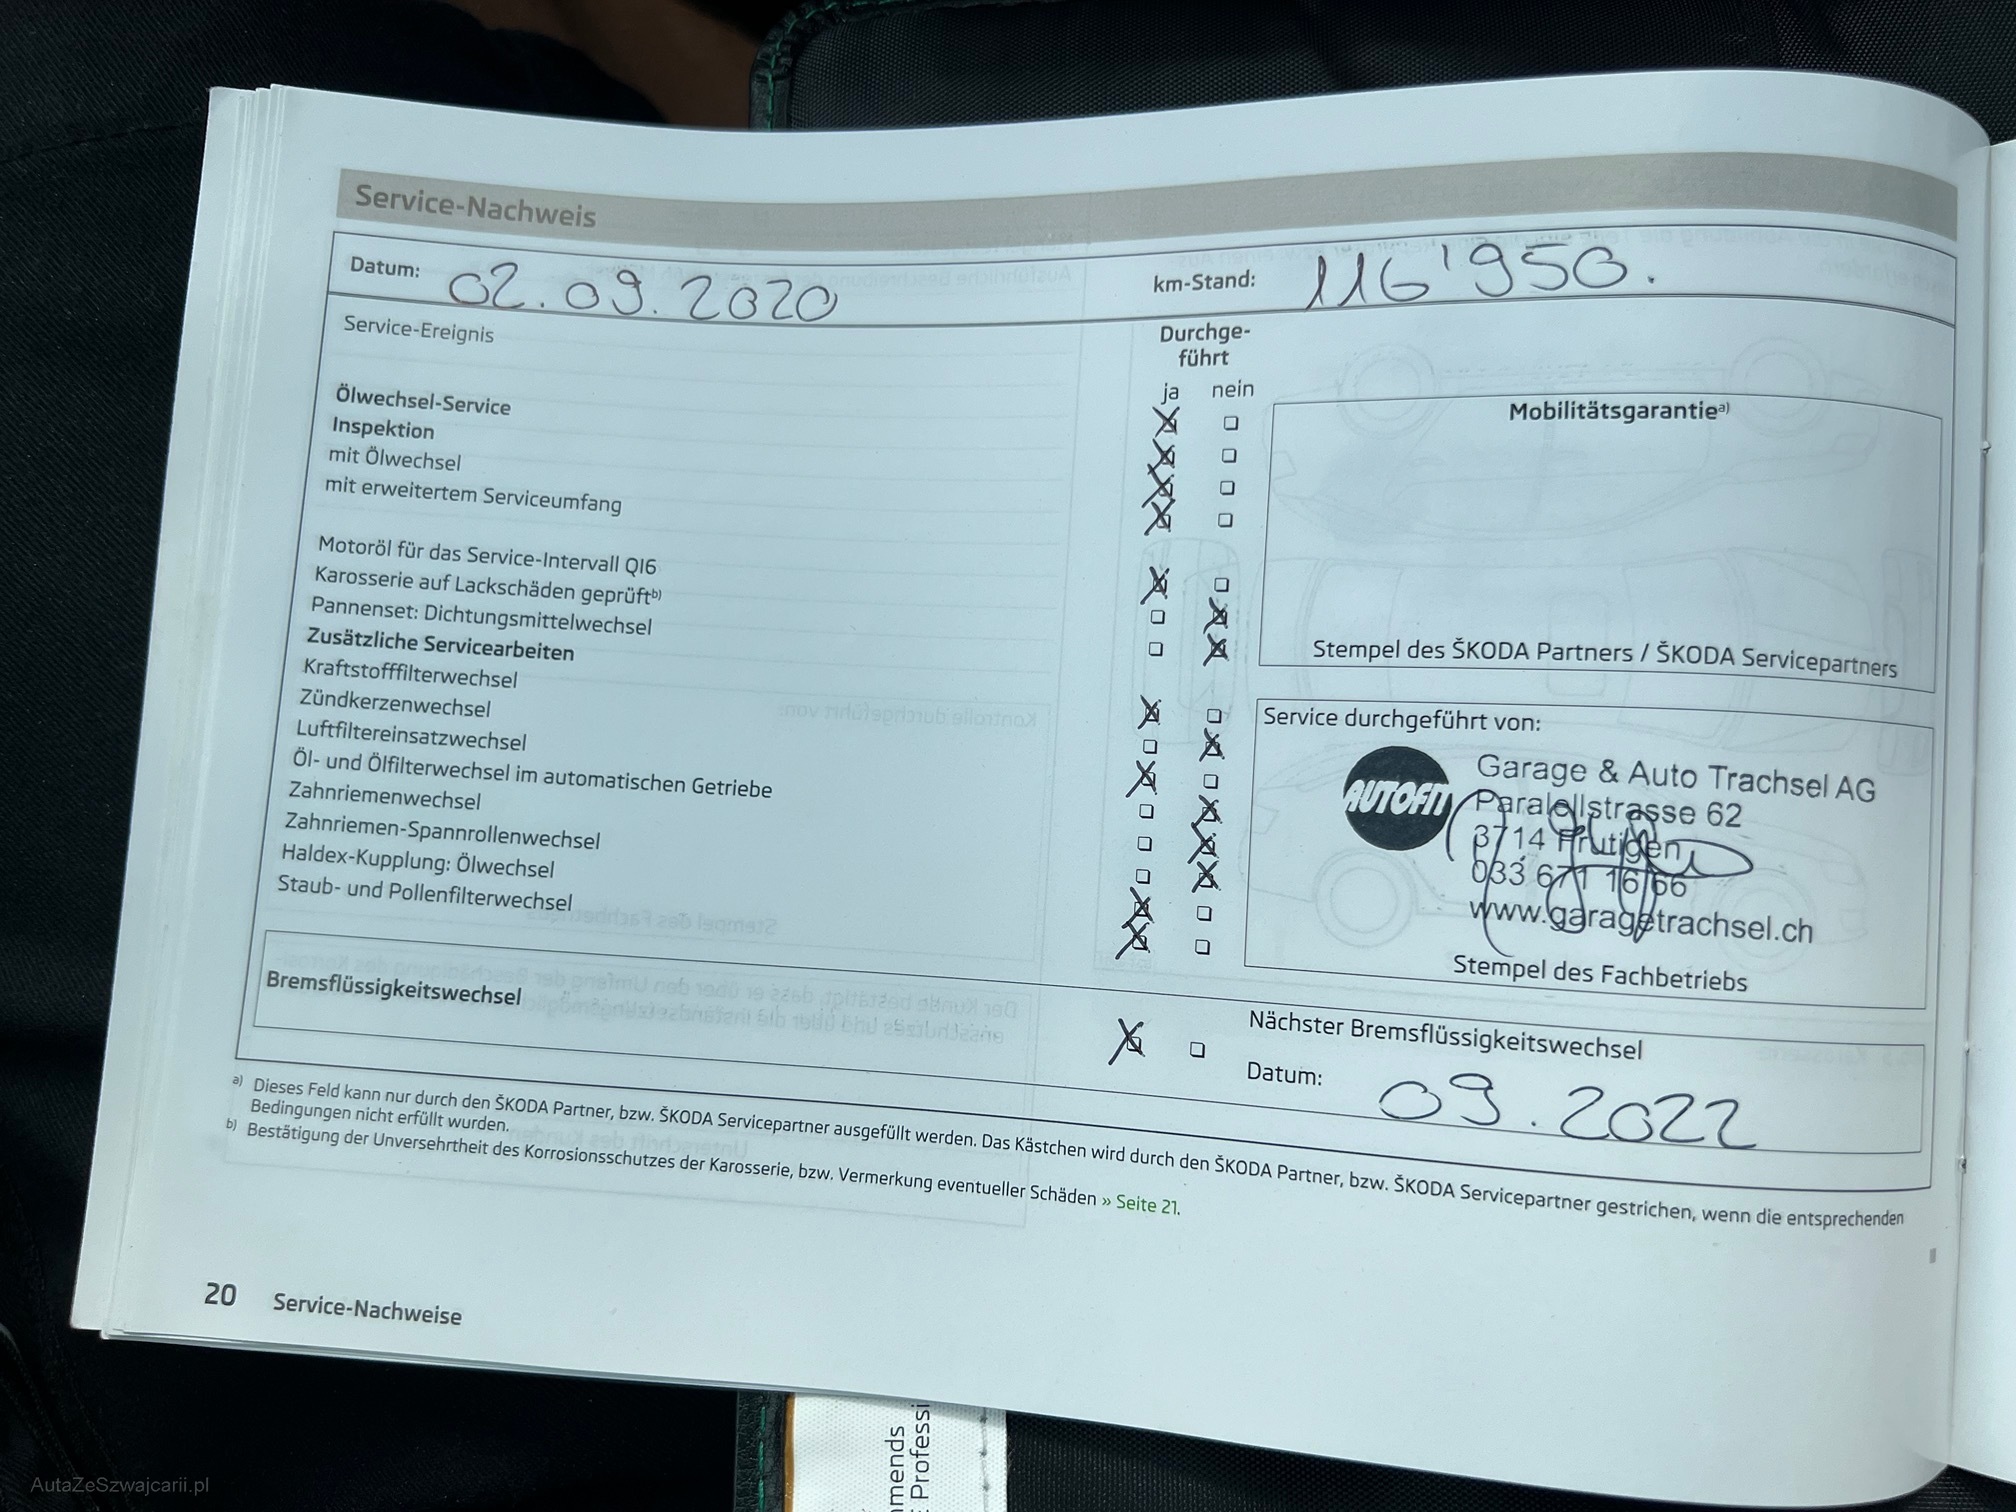 Service-Nachweis
Datum: 02.09.2020 km-Stand: 116'950.
Service-Ereignis Durchge-
führt
ja nein
Ölwechsel-Service
Inspektion
mit Ölwechsel
mit erweitertem Serviceumfang
Motoröl für das Service-Intervall QI6
Karosserie auf Lackschäden geprüftb)
Pannenset: Dichtungsmittelwechsel
Zusätzliche Servicearbeiten
Kraftstofffilterwechsel
Zündkerzenwechsel
Luftfiltereinsatzwechsel
Öl- und Ölfilterwechsel im automatischen Getriebe
Zahnriemenwechsel
Zahnriemen-Spannrollenwechsel
Haldex-Kupplung: Ölwechsel
Staub- und Pollenfilterwechsel
Mobilitätsgarantiea)
Stempel des ŠKODA Partners / ŠKODA Servicepartners
Service durchgeführt von:
AUTOFIT
Garage & Auto Trachsel AG
Paralellstrasse 62
3714 Frutigen
033 671 16 66
www.garagetrachsel.ch
Stempel des Fachbetriebs
Bremsflüssigkeitswechsel
Nächster Bremsflüssigkeitswechsel
Datum: 09.2022
a) Dieses Feld kann nur durch den ŠKODA Partner, bzw. ŠKODA Servicepartner ausgefüllt werden. Das Kästchen wird durch den ŠKODA Partner, bzw. ŠKODA Servicepartner gestrichen, wenn die entsprechenden
Bedingungen nicht erfüllt wurden.
b) Bestätigung der Unversehrtheit des Korrosionsschutzes der Karosserie, bzw. Vermerkung eventueller Schäden » Seite 21.
20 Service-Nachweise
AutaZeSzwajcarii.pl